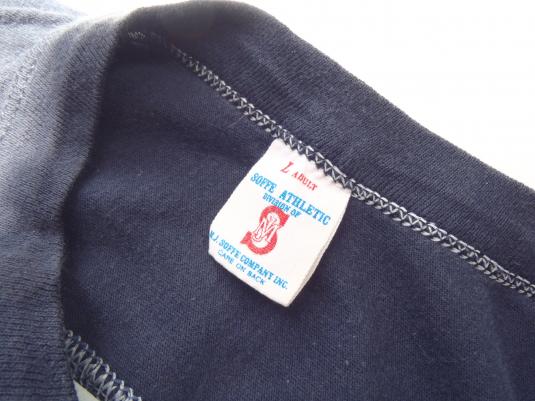 L ADULT
SOFFE ATHLETIC
DIVISION OF
S
M.J. SOFFE COMPANY INC.
CARE ON BACK